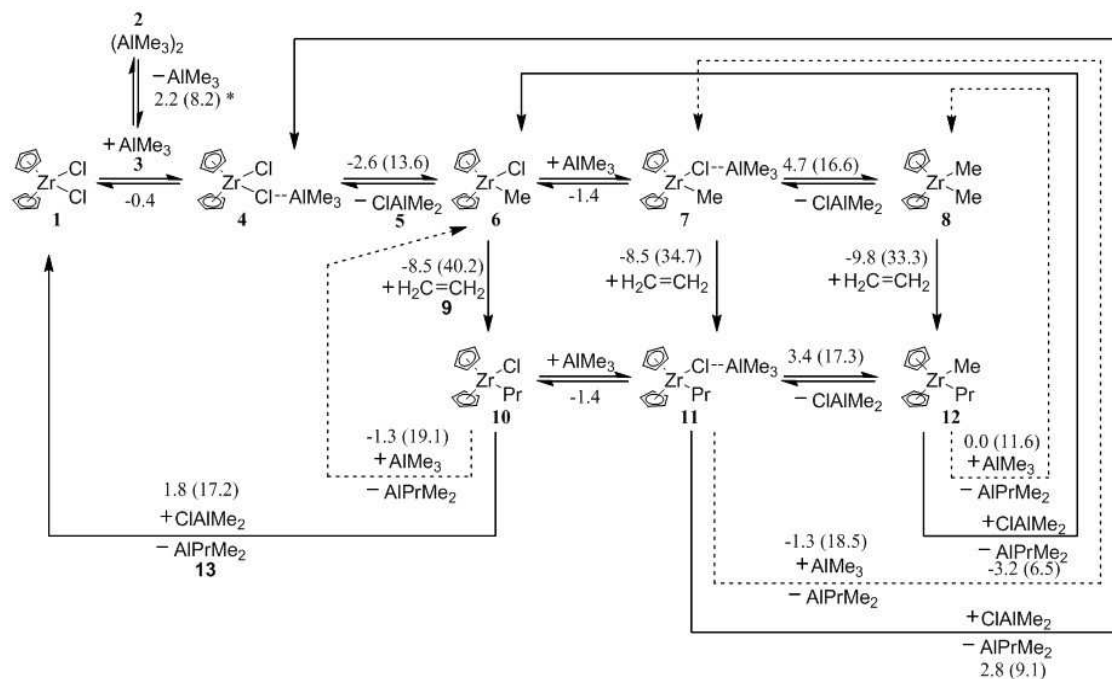 2
(AlMe3)2
−AlMe3
2.2 (8.2) *
+AlMe3
3
-0.4
Zr
Cl
Cl
1
Zr
Cl
Cl--AlMe3
4
-2.6 (13.6)
− ClAlMe2
5
Zr
Cl
Me
6
+AlMe3
-1.4
Zr
Cl--AlMe3
Me
7
4.7 (16.6)
− ClAlMe2
Zr
Me
Me
8
-8.5 (40.2)
+H2C=CH2
9
-8.5 (34.7)
+H2C=CH2
-9.8 (33.3)
+H2C=CH2
Zr
Cl
Pr
10
+AlMe3
-1.4
Zr
Cl--AlMe3
Pr
11
3.4 (17.3)
− ClAlMe2
Zr
Me
Pr
12
-1.3 (19.1)
+AlMe3
− AlPrMe2
0.0 (11.6)
+AlMe3
− AlPrMe2
1.8 (17.2)
+ClAlMe2
− AlPrMe2
13
+ClAlMe2
− AlPrMe2
-3.2 (6.5)
-1.3 (18.5)
+AlMe3
− AlPrMe2
+ClAlMe2
− AlPrMe2
2.8 (9.1)